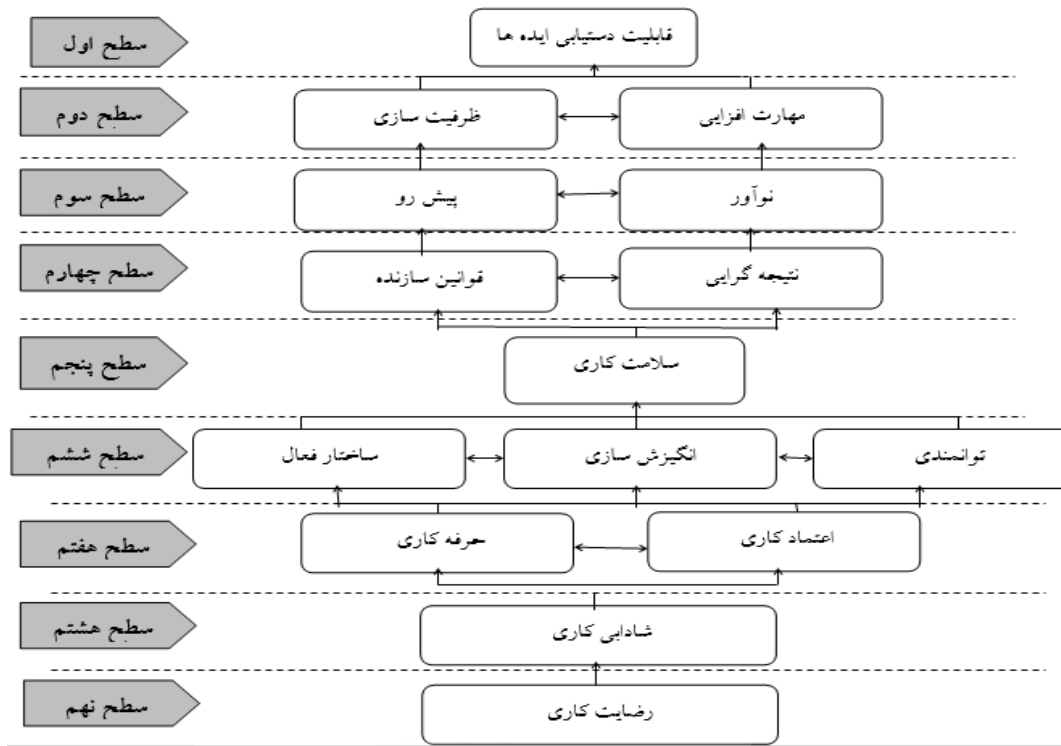 سطح اول
قابلیت دستیابی ایده ها
سطح دوم
مهارت افزایی
ظرفیت سازی
سطح سوم
نوآور
پیش رو
سطح چهارم
نتیجه گرایی
قوانین سازنده
سطح پنجم
سلامت کاری
سطح ششم
توانمندی
انگیزش سازی
ساختار فعال
سطح هفتم
اعتماد کاری
حرفه کاری
سطح هشتم
شادابی کاری
سطح نهم
رضایت کاری